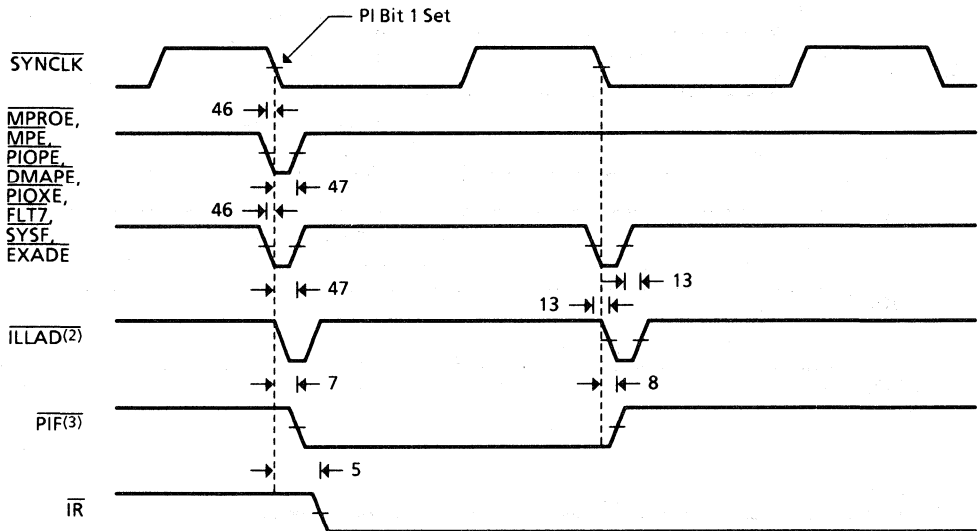 PI Bit 1 Set
SYNCLK
46
MPROE,
MPE,
PIOPE,
DMAPE,
47
PIOXE,
46
FLT7,
SYSF,
EXADE
13
47
13
ILLAD(2)
7
8
PIF(3)
5
IR